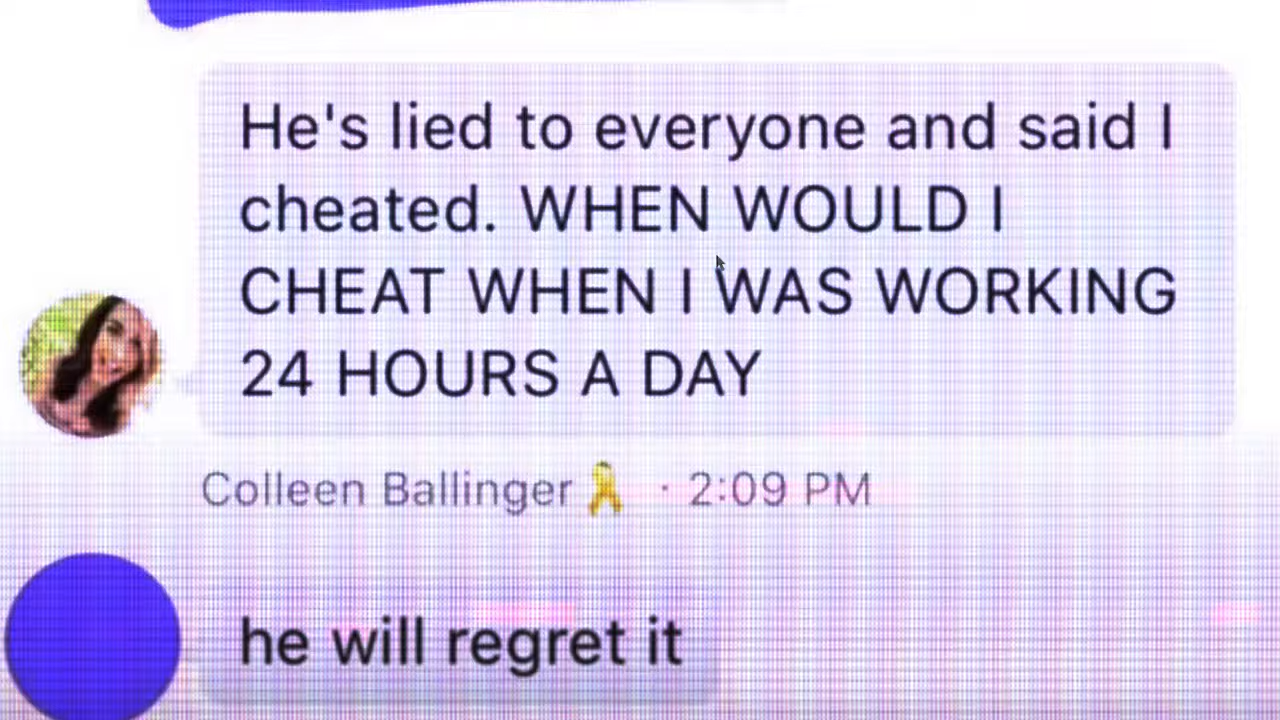 He's lied to everyone and said I
cheated. WHEN WOULD I
CHEAT WHEN I WAS WORKING
24 HOURS A DAY
Colleen Ballinger🎗️ · 2:09 PM
he will regret it